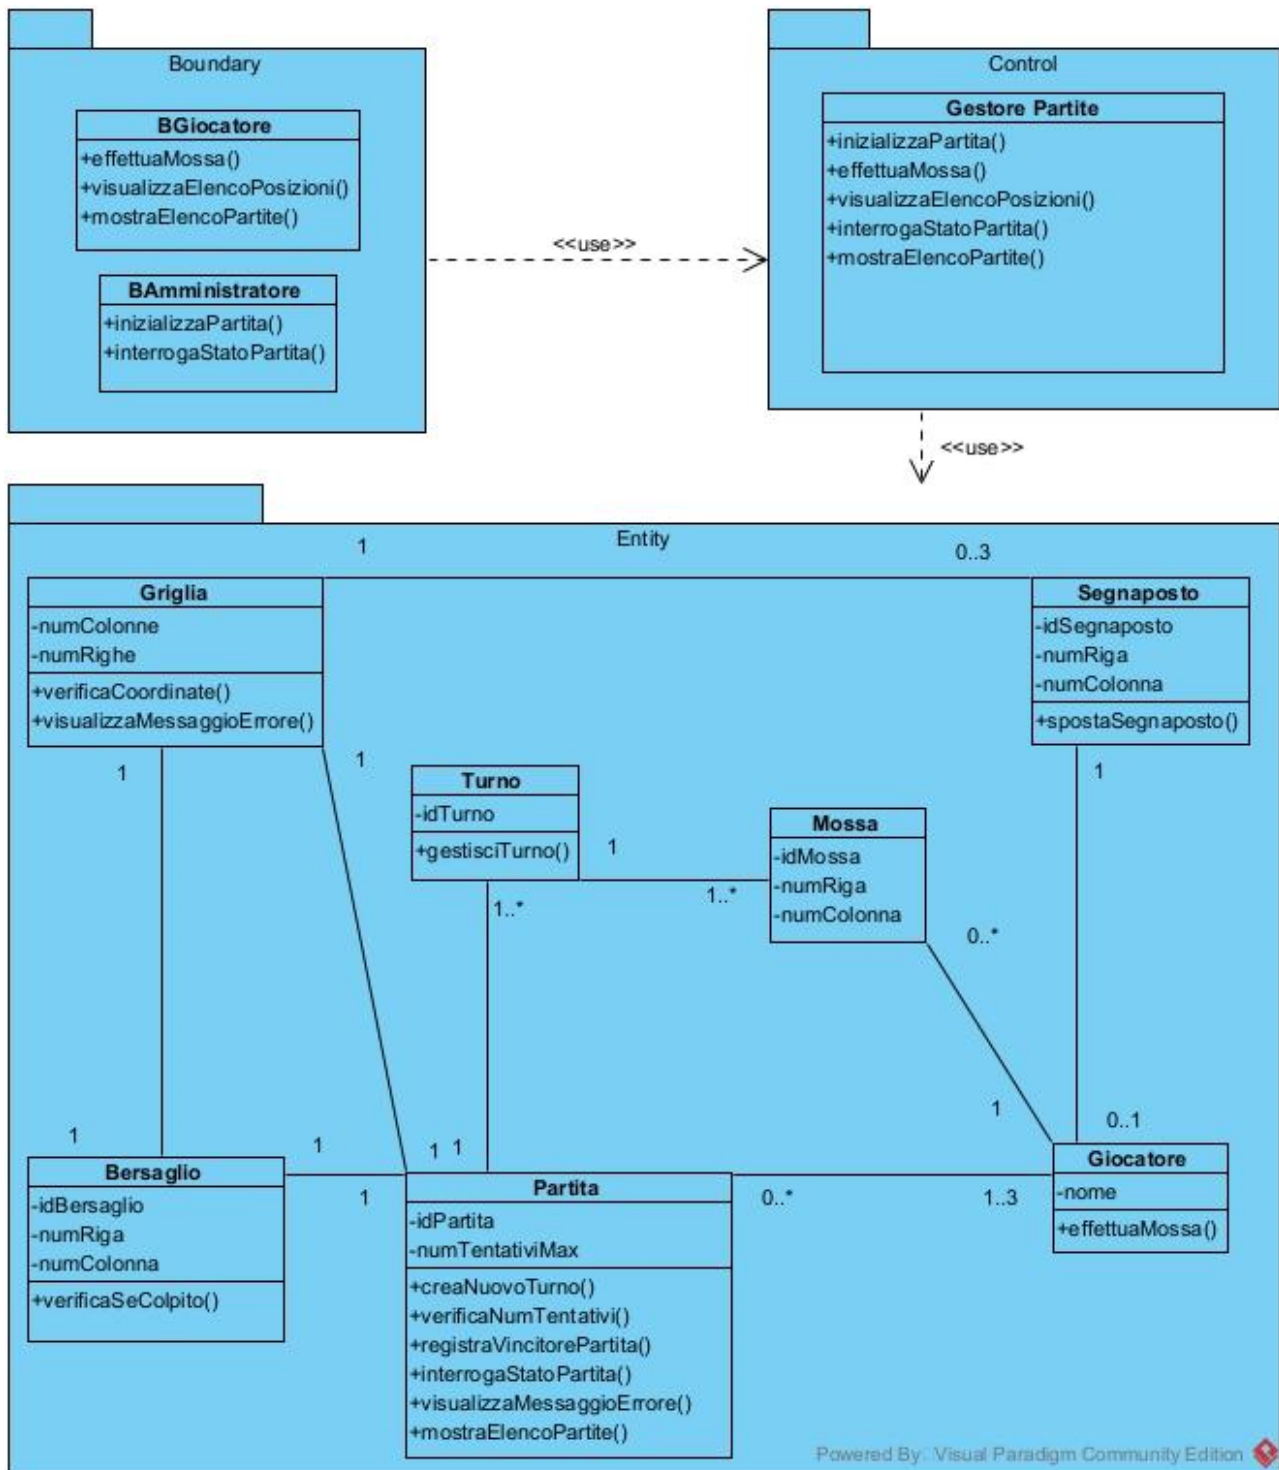 Boundary
BGiocatore
+effettuaMossa()
+visualizzaElencoPosizioni()
+mostraElencoPartite()
BAmministratore
+inizializzaPartita()
+interrogaStatoPartita()
<<use>>
Control
Gestore Partite
+inizializzaPartita()
+effettuaMossa()
+visualizzaElencoPosizioni()
+interrogaStatoPartita()
+mostraElencoPartite()
<<use>>
Entity
1
0..3
Griglia
-numColonne
-numRighe
+verificaCoordinate()
+visualizzaMessaggioErrore()
Segnaposto
-idSegnaposto
-numRiga
-numColonna
+spostaSegnaposto()
1
1
1
Turno
-idTurno
+gestisciTurno()
1
1..*
1..*
Mossa
-idMossa
-numRiga
-numColonna
0..*
1
0..1
1
1
1
1
1
Bersaglio
-idBersaglio
-numRiga
-numColonna
+verificaSeColpito()
Partita
-idPartita
-numTentativiMax
+creaNuovoTurno()
+verificaNumTentativi()
+registraVincitorePartita()
+interrogaStatoPartita()
+visualizzaMessaggioErrore()
+mostraElencoPartite()
0..*
1..3
Giocatore
-nome
+effettuaMossa()
Powered By Visual Paradigm Community Edition